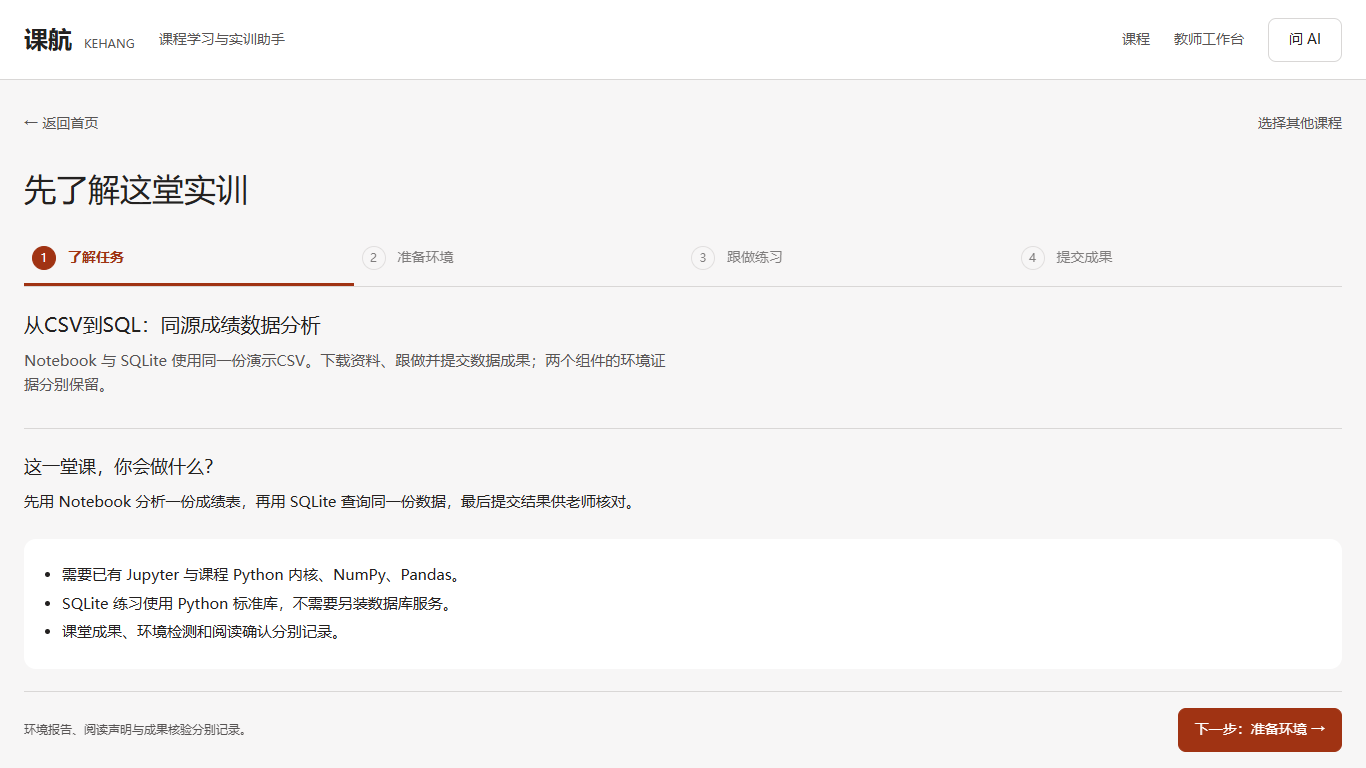 课航 KEHANG 课程学习与实训助手 课程 教师工作台 问 AI
← 返回首页 选择其他课程
先了解这堂实训
1 了解任务 2 准备环境 3 跟做练习 4 提交成果
从CSV到SQL：同源成绩数据分析
Notebook 与 SQLite 使用同一份演示CSV。下载资料、跟做并提交数据成果；两个组件的环境证
据分别保留。
这一堂课，你会做什么？
先用 Notebook 分析一份成绩表，再用 SQLite 查询同一份数据，最后提交结果供老师核对。
• 需要已有 Jupyter 与课程 Python 内核、NumPy、Pandas。
• SQLite 练习使用 Python 标准库，不需要另装数据库服务。
• 课堂成果、环境检测和阅读确认分别记录。
环境报告、阅读声明与成果核验分别记录。 下一步：准备环境 →